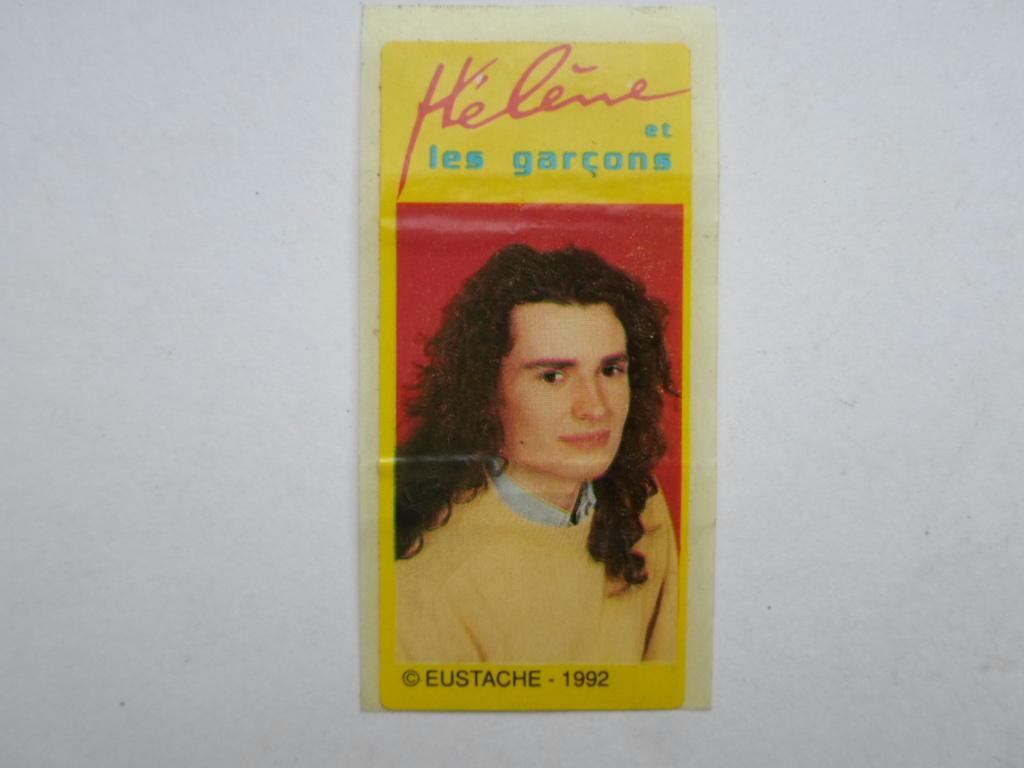 Hélène
et
les garçons
© EUSTACHE - 1992